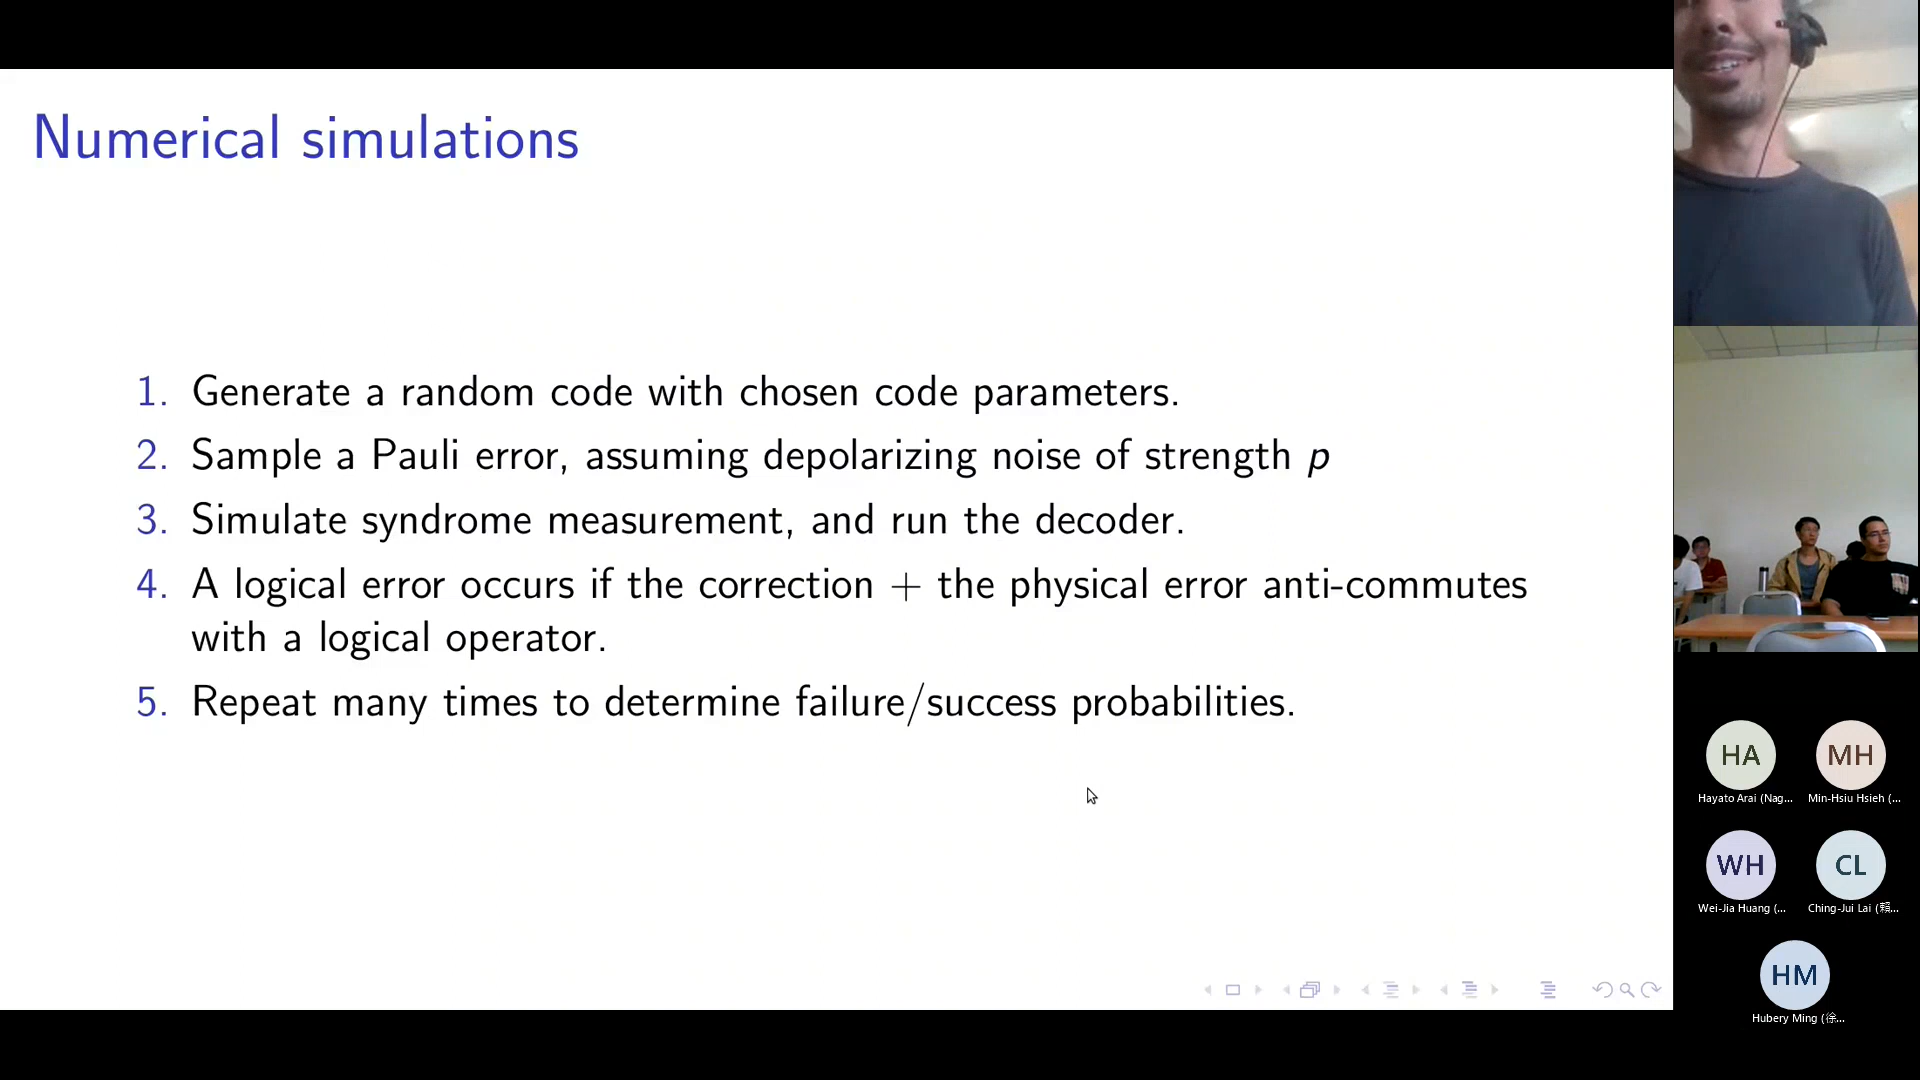 Numerical simulations
1. Generate a random code with chosen code parameters.
2. Sample a Pauli error, assuming depolarizing noise of strength p
3. Simulate syndrome measurement, and run the decoder.
4. A logical error occurs if the correction + the physical error anti-commutes
with a logical operator.
5. Repeat many times to determine failure/success probabilities.
HA
MH
Hayato Arai (Nag...
Min-Hsiu Hsieh (...
WH
CL
Wei-Jia Huang (...
Ching-Jui Lai (賴...
HM
Hubery Ming (徐...